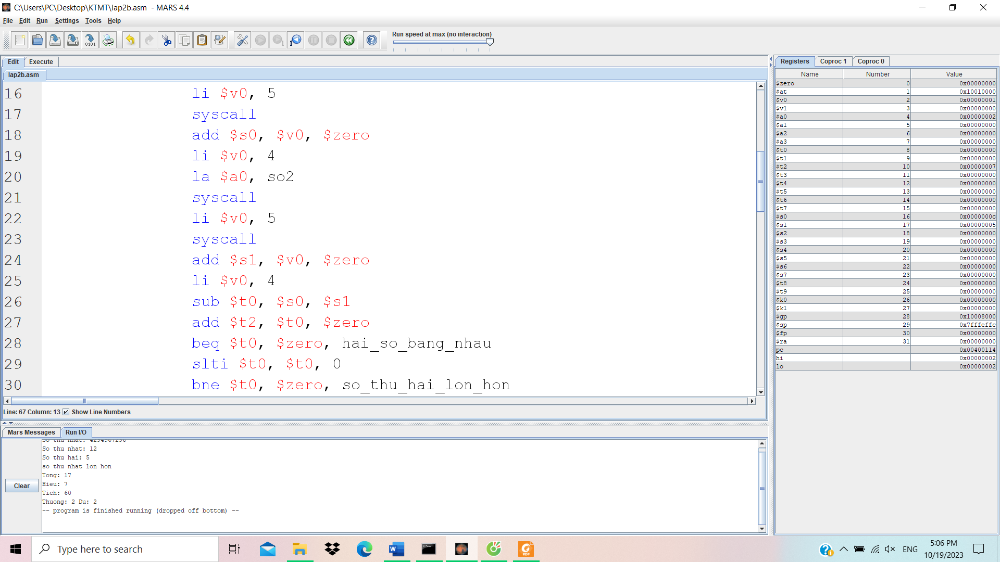 C:\Users\PC\Desktop\KTMT\lap2b.asm - MARS 4.4
File Edit Run Settings Tools Help
Run speed at max (no interaction)
Edit Execute
lap2b.asm
16 li $v0, 5
17 syscall
18 add $s0, $v0, $zero
19 li $v0, 4
20 la $a0, so2
21 syscall
22 li $v0, 5
23 syscall
24 add $s1, $v0, $zero
25 li $v0, 4
26 sub $t0, $s0, $s1
27 add $t2, $t0, $zero
28 beq $t0, $zero, hai_so_bang_nhau
29 slti $t0, $t0, 0
30 bne $t0, $zero, so_thu_hai_lon_hon
Line: 67 Column: 13 Show Line Numbers
Mars Messages Run I/O
Clear
So thu nhat: 4294967296
So thu nhat: 12
So thu hai: 5
so thu nhat lon hon
Tong: 17
Hieu: 7
Tich: 60
Thuong: 2 Du: 2
-- program is finished running (dropped off bottom) --
Registers Coproc 1 Coproc 0
Name Number Value
$zero 0 0x00000000
$at 1 0x10010000
$v0 2 0x00000001
$v1 3 0x00000000
$a0 4 0x00000002
$a1 5 0x00000000
$a2 6 0x00000000
$a3 7 0x00000000
$t0 8 0x00000000
$t1 9 0x00000000
$t2 10 0x00000007
$t3 11 0x00000000
$t4 12 0x00000000
$t5 13 0x00000000
$t6 14 0x00000000
$t7 15 0x00000000
$s0 16 0x0000000c
$s1 17 0x00000005
$s2 18 0x00000000
$s3 19 0x00000000
$s4 20 0x00000000
$s5 21 0x00000000
$s6 22 0x00000000
$s7 23 0x00000000
$t8 24 0x00000000
$t9 25 0x00000000
$k0 26 0x00000000
$k1 27 0x00000000
$gp 28 0x10008000
$sp 29 0x7fffeffc
$fp 30 0x00000000
$ra 31 0x00000000
pc 0x00400114
hi 0x00000002
lo 0x00000002
Type here to search
ENG
5:06 PM
10/19/2023